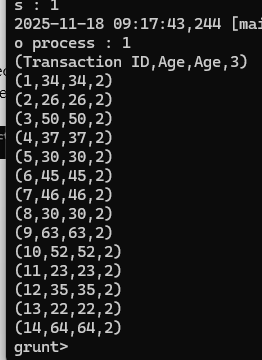 s : 1
2025-11-18 09:17:43,244 [mai
o process : 1
(Transaction ID,Age,Age,3)
(1,34,34,2)
(2,26,26,2)
(3,50,50,2)
(4,37,37,2)
(5,30,30,2)
(6,45,45,2)
(7,46,46,2)
(8,30,30,2)
(9,63,63,2)
(10,52,52,2)
(11,23,23,2)
(12,35,35,2)
(13,22,22,2)
(14,64,64,2)
grunt>